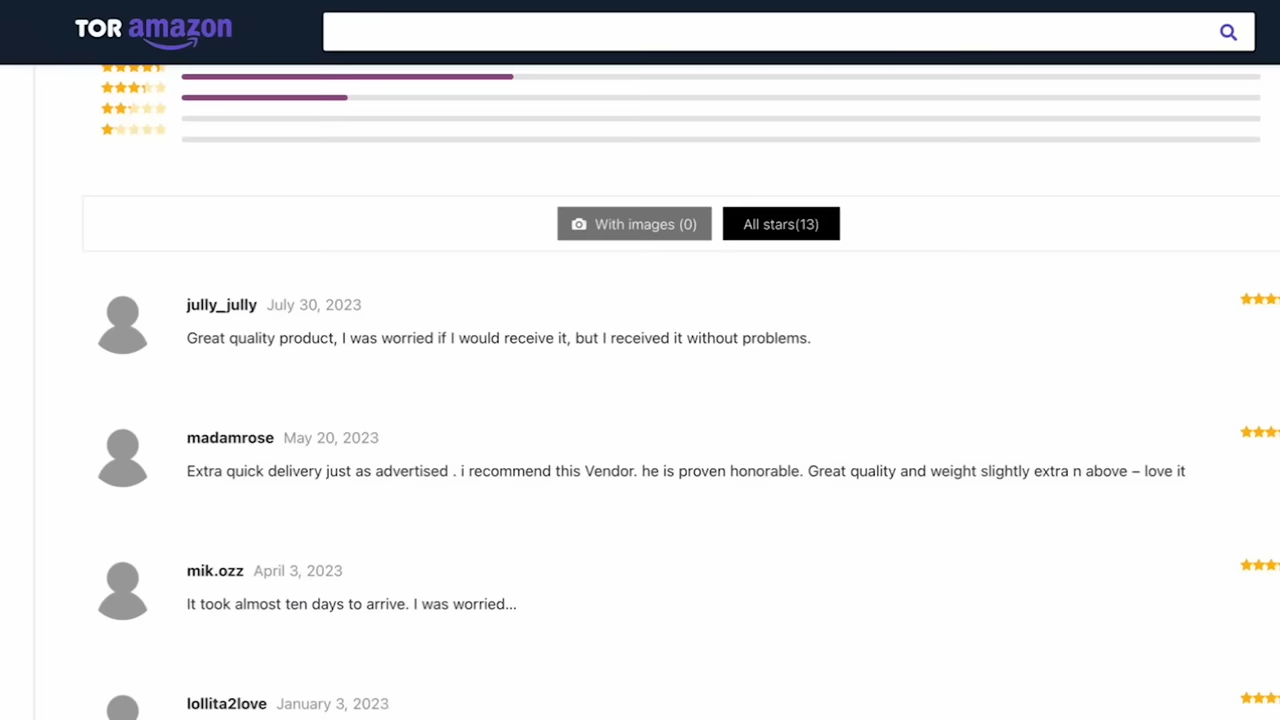 TOR amazon
With images (0)
All stars(13)
jully_jully July 30, 2023
Great quality product, I was worried if I would receive it, but I received it without problems.
madamrose May 20, 2023
Extra quick delivery just as advertised . i recommend this Vendor. he is proven honorable. Great quality and weight slightly extra n above – love it
mik.ozz April 3, 2023
It took almost ten days to arrive. I was worried...
lollita2love January 3, 2023